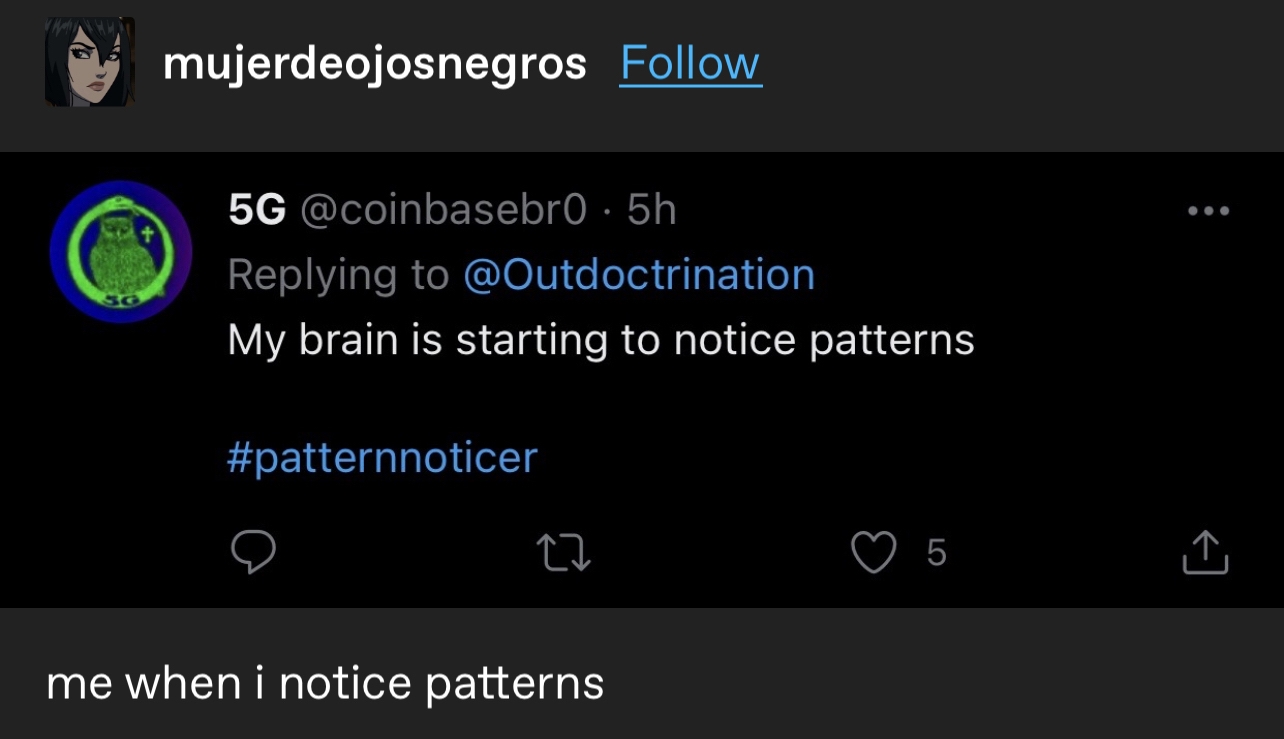 mujerdeojosnegros Follow
5G @coinbasebr0 · 5h
Replying to @Outdoctrination
My brain is starting to notice patterns
#patternnoticer
5G
5
me when i notice patterns